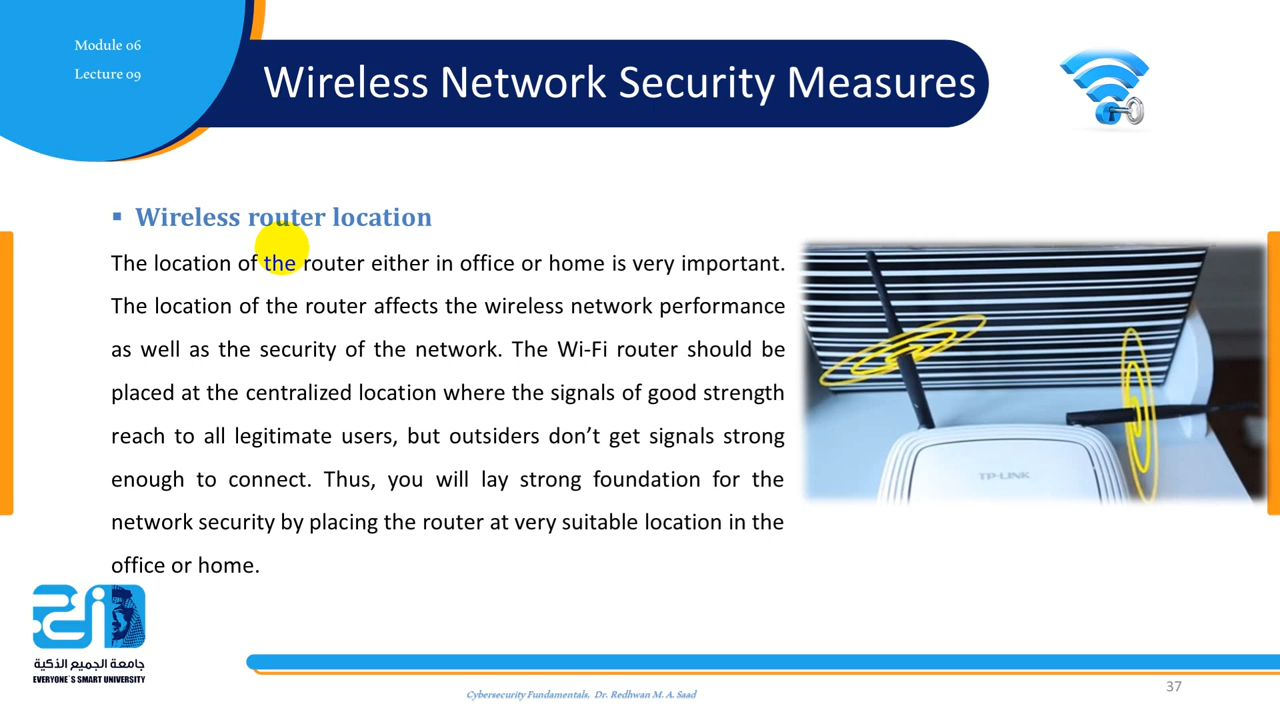 Module 06
Lecture 09
Wireless Network Security Measures
▪ Wireless router location
The location of the router either in office or home is very important.
The location of the router affects the wireless network performance
as well as the security of the network. The Wi-Fi router should be
placed at the centralized location where the signals of good strength
reach to all legitimate users, but outsiders don’t get signals strong
enough to connect. Thus, you will lay strong foundation for the
network security by placing the router at very suitable location in the
office or home.
TP-LINK
جامعة الجميع الذكية
EVERYONE`S SMART UNIVERSITY
Cybersecurity Fundamentals, Dr. Redhwan M. A. Saad
37